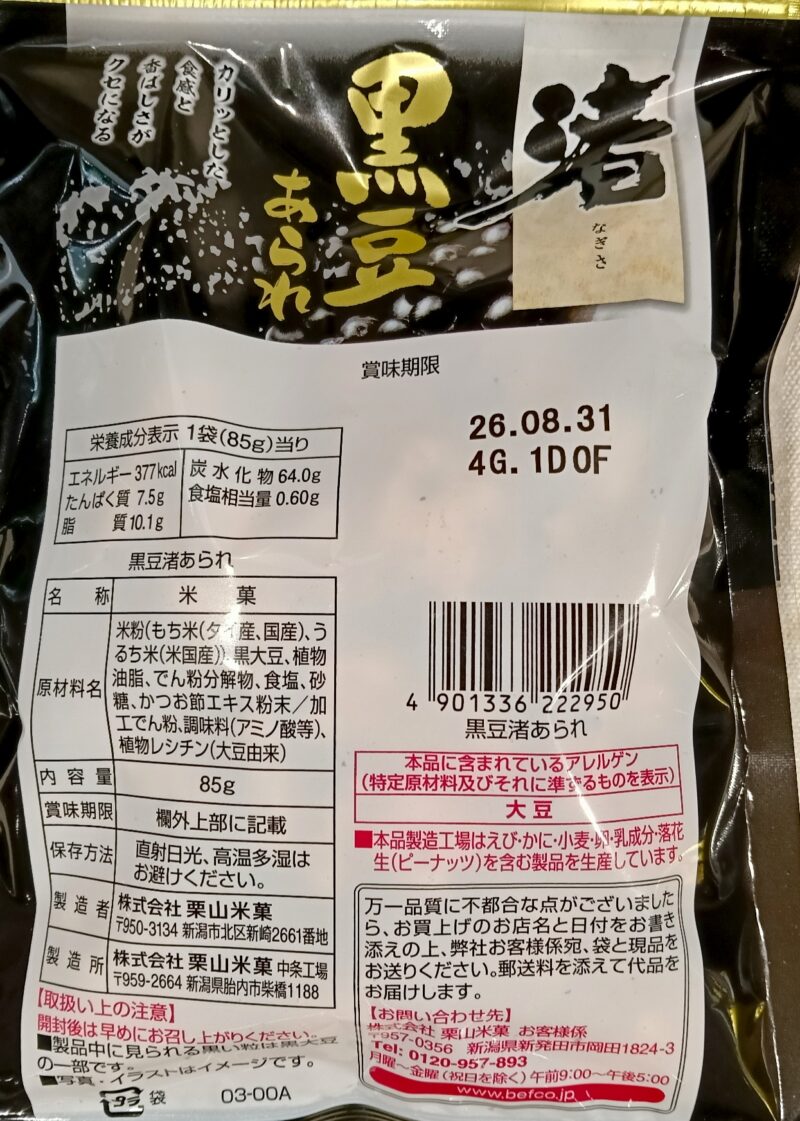 渚
なぎさ
黒豆
あられ
カリッとした
食感と
香ばしさが
クセになる
賞味期限
26.08.31
4G. 1D0F
栄養成分表示 1袋(85g)当り
エネルギー 377kcal
たんぱく質 7.5g
脂 質 10.1g
炭水化物 64.0g
食塩相当量 0.60g
黒豆渚あられ
名 称 米 菓
原材料名
米粉(もち米(タイ産、国産)、う
るち米(米国産))、黒大豆、植物
油脂、でん粉分解物、食塩、砂
糖、かつお節エキス粉末／加
工でん粉、調味料(アミノ酸等)、
植物レシチン(大豆由来)
内容量 85g
賞味期限 欄外上部に記載
保存方法 直射日光、高温多湿は
お避けください。
製造者 株式会社 栗山米菓
〒950-3134 新潟市北区新崎2661番地
製造所 株式会社 栗山米菓 中条工場
〒959-2664 新潟県胎内市柴橋1188
【取扱い上の注意】
開封後は早めにお召し上がりください。
■製品中に見られる黒い粒は黒大豆
の一部です。
■写真・イラストはイメージです。
プラ 袋 03-00A
4 901336 222950
黒豆渚あられ
本品に含まれているアレルゲン
(特定原材料及びそれに準ずるものを表示)
大豆
■本品製造工場はえび・かに・小麦・卵・乳成分・落花
生(ピーナッツ)を含む製品を生産しています。
万一品質に不都合な点がございました
ら、お買上げのお店名と日付をお書き
添えの上、弊社お客様係宛、袋と現品を
お送りください。郵送料を添えて代品を
お届けします。
【お問い合わせ先】
株式会社 栗山米菓 お客様係
〒957-0356 新潟県新発田市岡田1824-3
Tel: 0120-957-893
月曜～金曜(祝日を除く)午前9:00～午後5:00
www.befco.jp